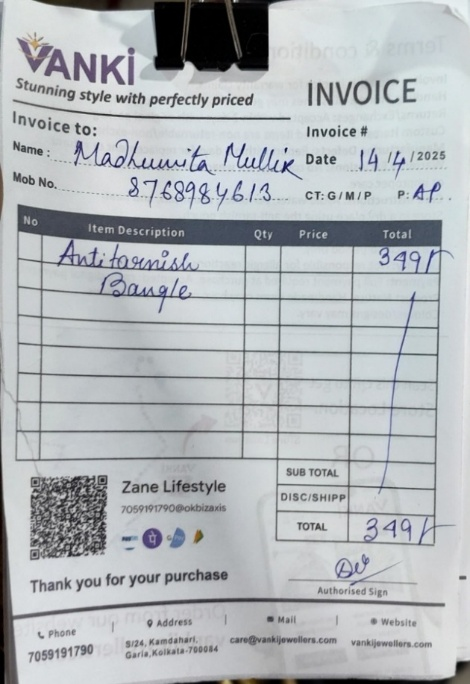 VANKI
Stunning style with perfectly priced
INVOICE
Invoice to:
Invoice #
Name : Madhumita Mullix
Date 14/4/2025
Mob No. 8768984613
CT: G / M / P P: AP
No Item Description Qty Price Total
Antitarnish 349/-
Bangle
SUB TOTAL
DISC/SHIPP
TOTAL 349/-
Zane Lifestyle
7059191790@okbizaxis
Thank you for your purchase
Authorised Sign
Phone | Address | Mail | Website
7059191790
S/24, Kamdahari,
Garia, Kolkata-700084
care@vankijewellers.com
vankijewellers.com